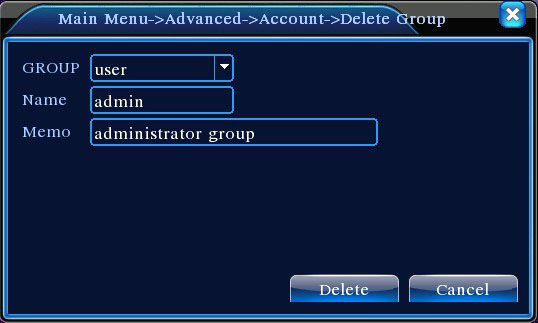 Main Menu->Advanced->Account->Delete Group
GROUP user
Name admin
Memo administrator group
Delete Cancel